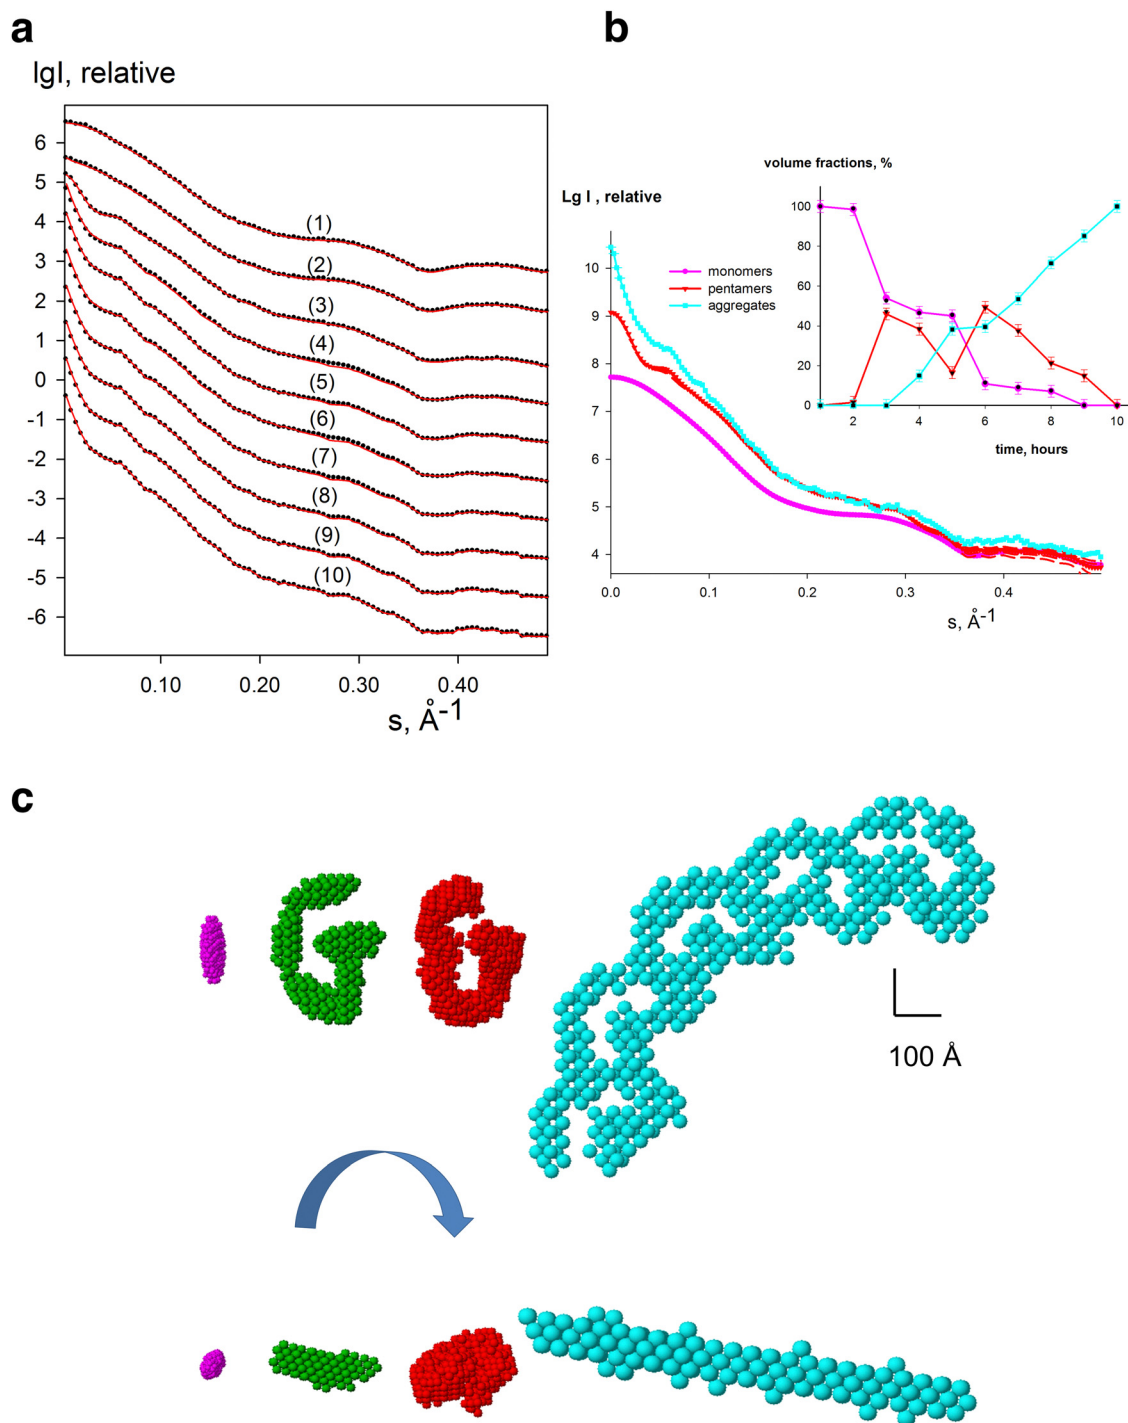 a
lgI, relative
6
5
4
3
2
1
0
-1
-2
-3
-4
-5
-6
(1)
(2)
(3)
(4)
(5)
(6)
(7)
(8)
(9)
(10)
0.10 0.20 0.30 0.40
s, Å-1
b
volume fractions, %
Lg I , relative
100
80
60
40
20
0
2 4 6 8 10
time, hours
monomers
pentamers
aggregates
10
9
8
7
6
5
4
0.0 0.1 0.2 0.3 0.4
s, Å-1
c
100 Å